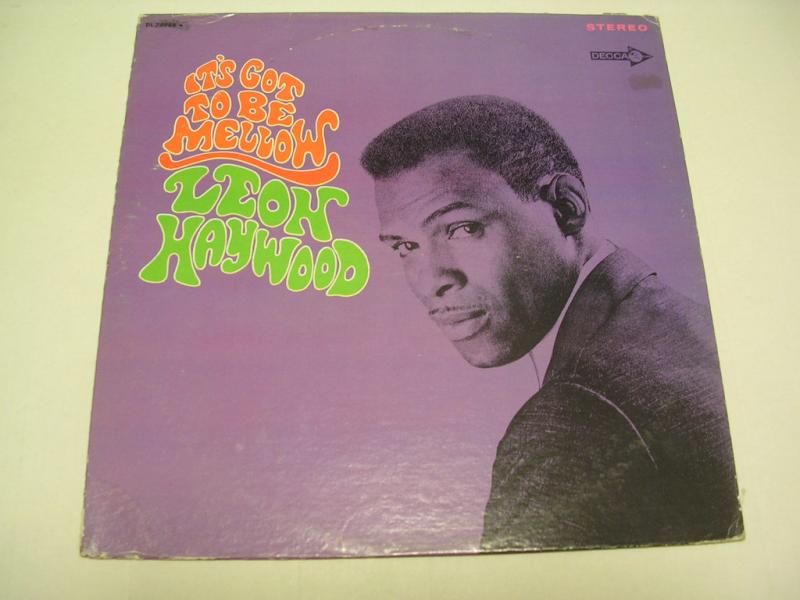 STEREO
DECCA
IT'S GOT
TO BE
MELLOW
LEON
HAYWOOD